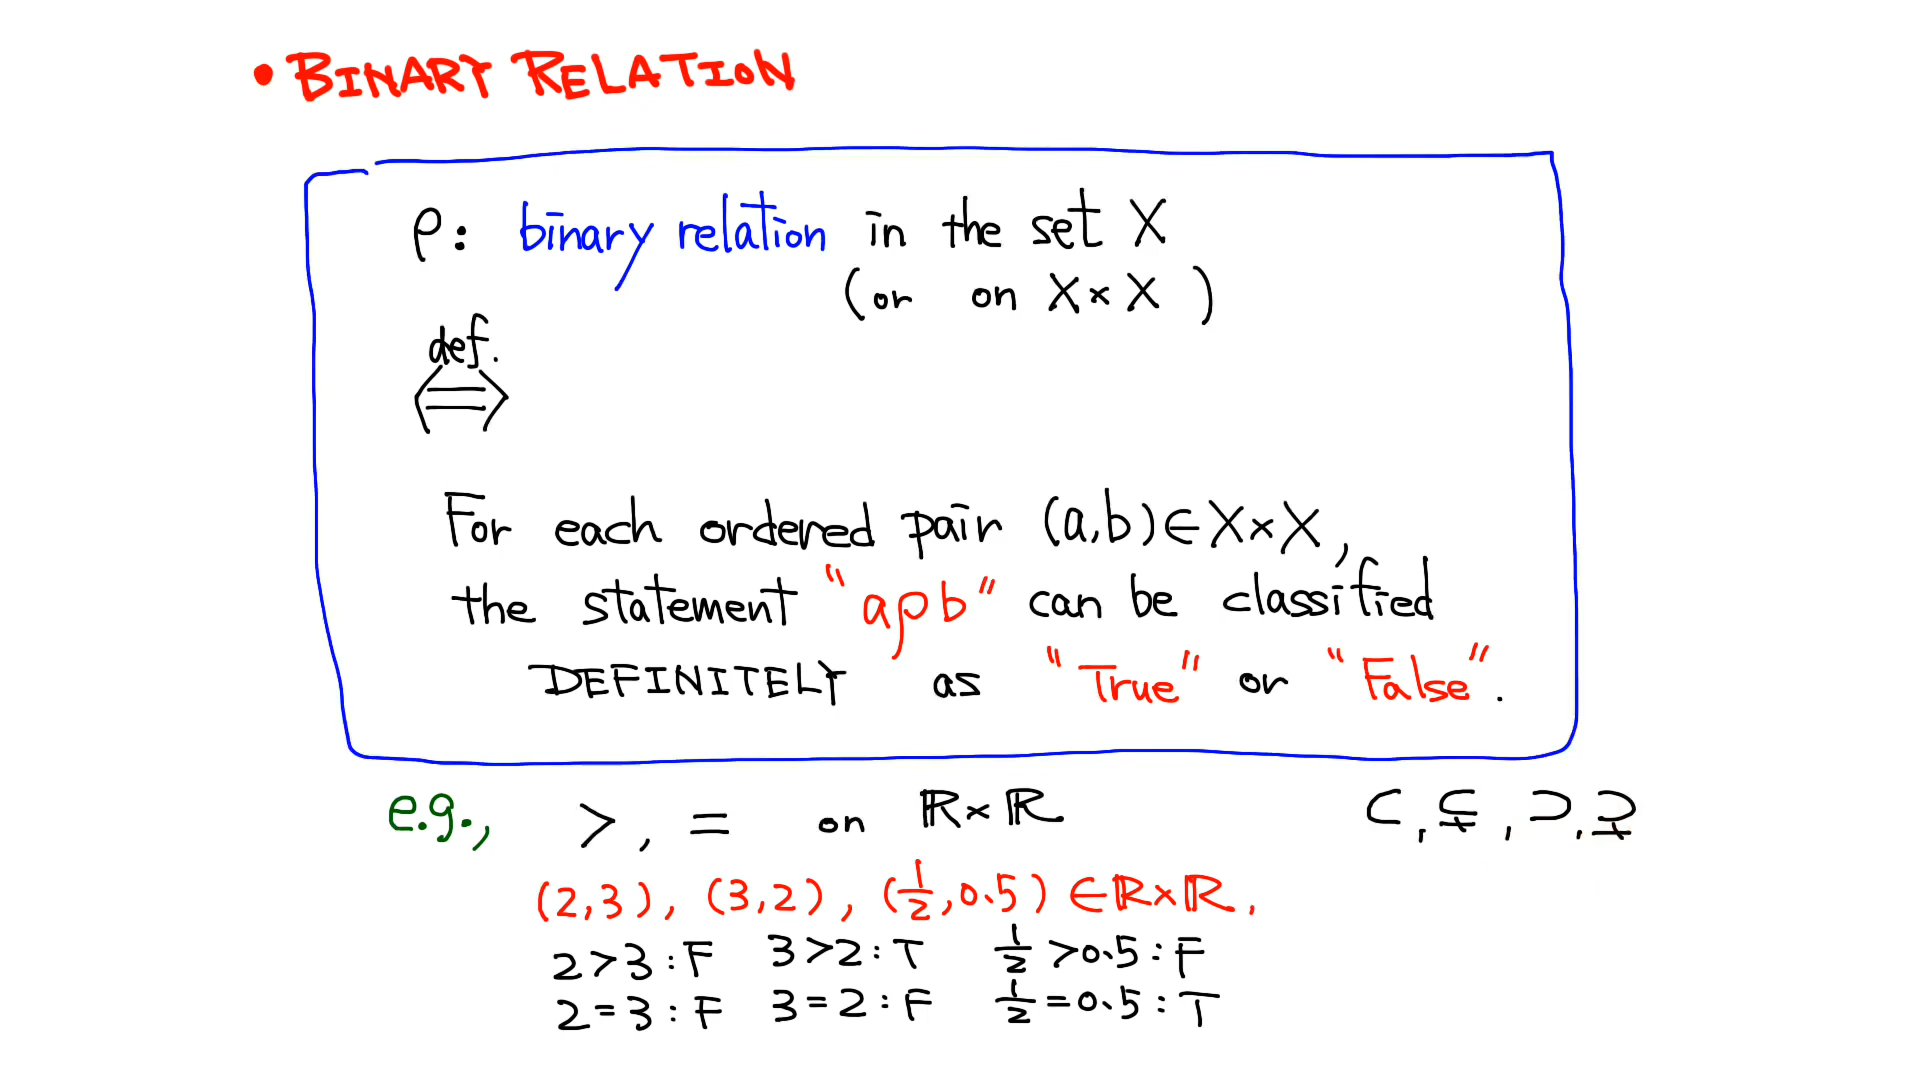 • BINARY RELATION
ρ: binary relation in the set X
(or on X×X)
def.
⟺
For each ordered pair (a,b)∈X×X,
the statement "aρb" can be classified
DEFINITELY as "True" or "False".
e.g., >, = on ℝ×ℝ ⊂, ⊊, ⊃, ⊋
(2,3), (3,2), (1/2,0.5) ∈ℝ×ℝ,
2>3:F 3>2:T 1/2>0.5:F
2=3:F 3=2:F 1/2=0.5:T